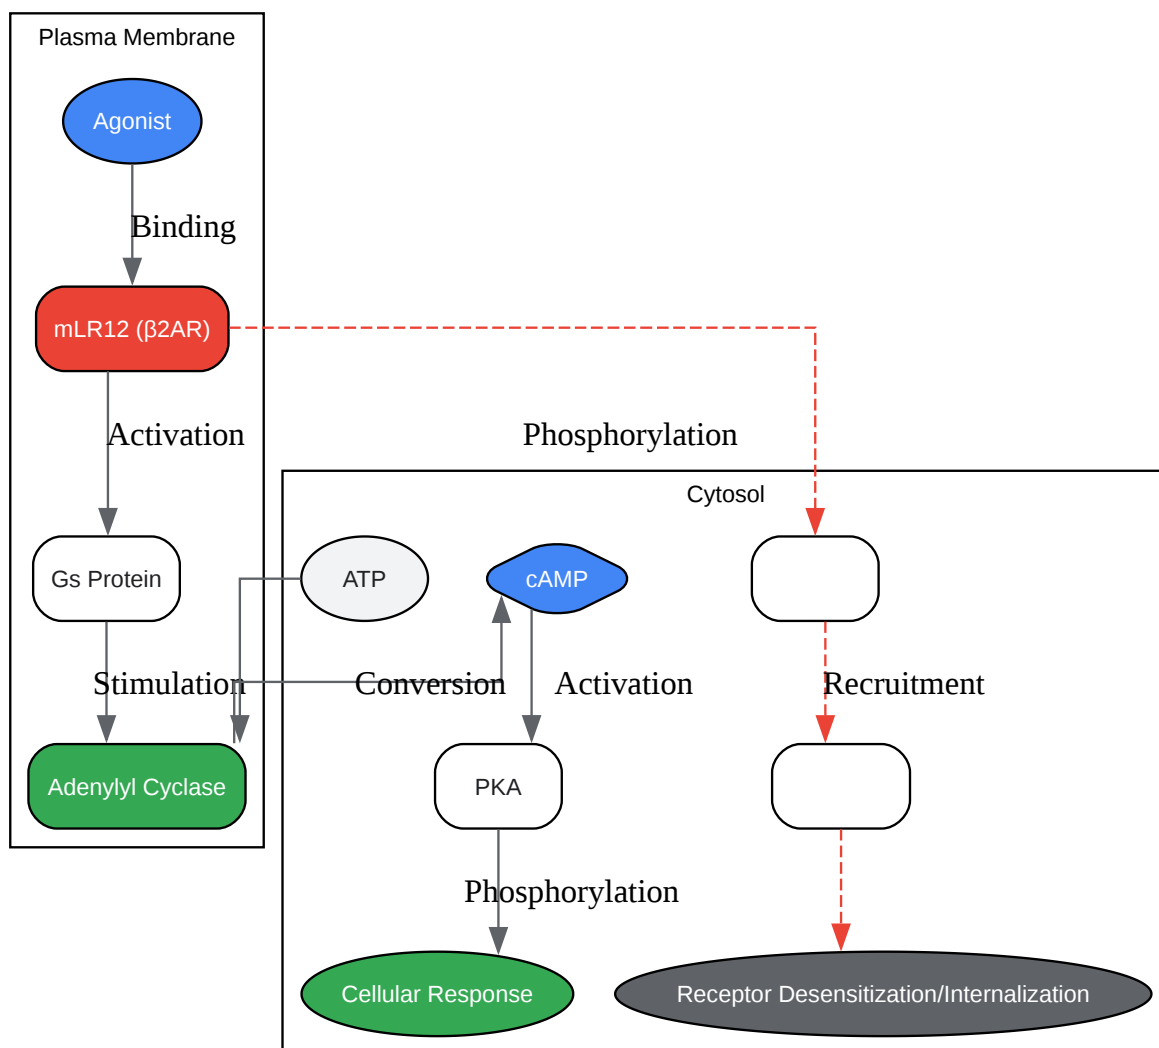 Plasma Membrane
Agonist
Binding
mLR12 (β2AR)
Activation
Phosphorylation
Cytosol
Gs Protein
ATP
cAMP
Stimulation
Conversion
Activation
Recruitment
Adenylyl Cyclase
PKA
Phosphorylation
Cellular Response
Receptor Desensitization/Internalization